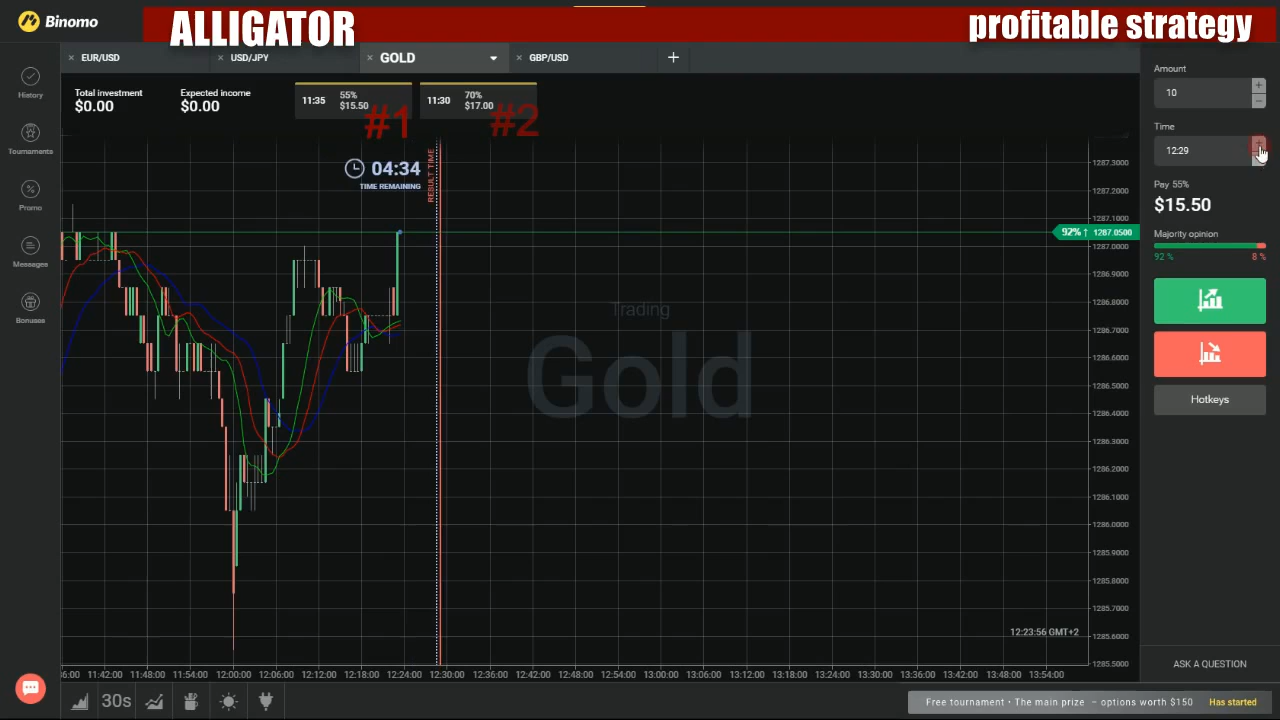 Binomo
ALLIGATOR
profitable strategy
EUR/USD
USD/JPY
GOLD
GBP/USD
+
History
Tournaments
Promo
Messages
Bonuses
Total investment
$0.00
Expected income
$0.00
11:35
55%
$15.50
#1
11:30
70%
$17.00
#2
04:34
TIME REMAINING
RESULT TIME
Trading
Gold
92%↑ 1287.0500
1287.3000
1287.2000
1287.1000
1287.0000
1286.9000
1286.8000
1286.7000
1286.6000
1286.5000
1286.4000
1286.3000
1286.2000
1286.1000
1286.0000
1285.9000
1285.8000
1285.7000
1285.6000
1285.5000
12:23:56 GMT+2
:36:00 11:42:00 11:48:00 11:54:00 12:00:00 12:06:00 12:12:00 12:18:00 12:24:00 12:30:00 12:36:00 12:42:00 12:48:00 12:54:00 13:00:00 13:06:00 13:12:00 13:18:00 13:24:00 13:30:00 13:36:00 13:42:00 13:48:00 13:54:00
30s
Amount
10
Time
12:29
Pay 55%
$15.50
Majority opinion
92 %
8 %
Hotkeys
ASK A QUESTION
Free tournament • The main prize – options worth $150 Has started